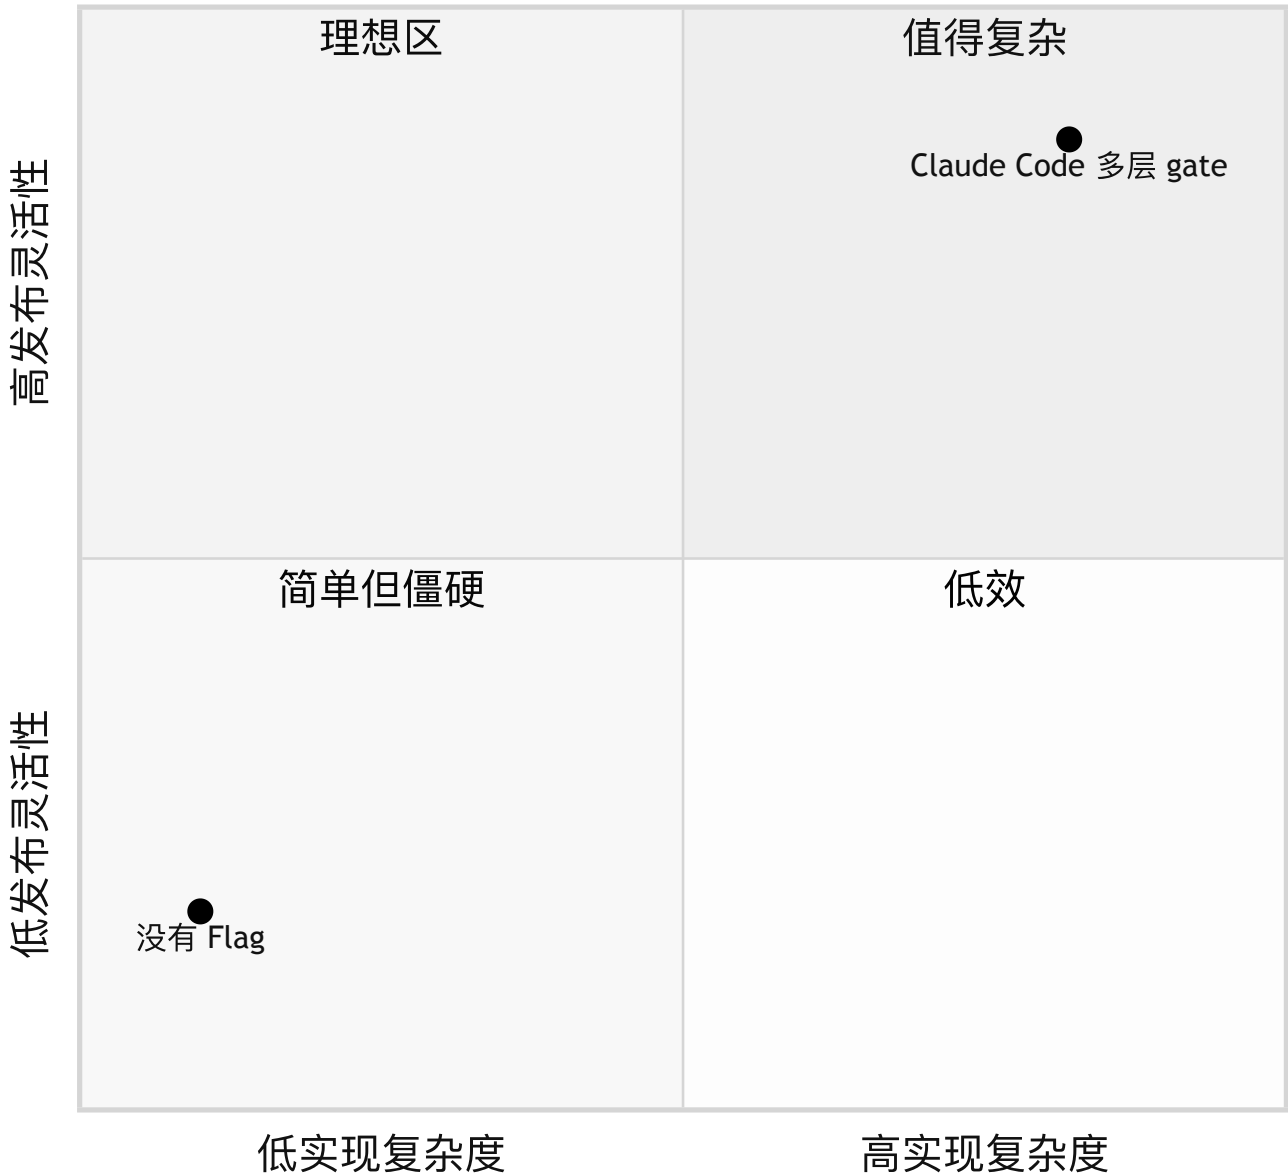 理想区
值得复杂
Claude Code 多层 gate
高发布灵活性
简单但僵硬
低效
低发布灵活性
没有 Flag
低实现复杂度
高实现复杂度